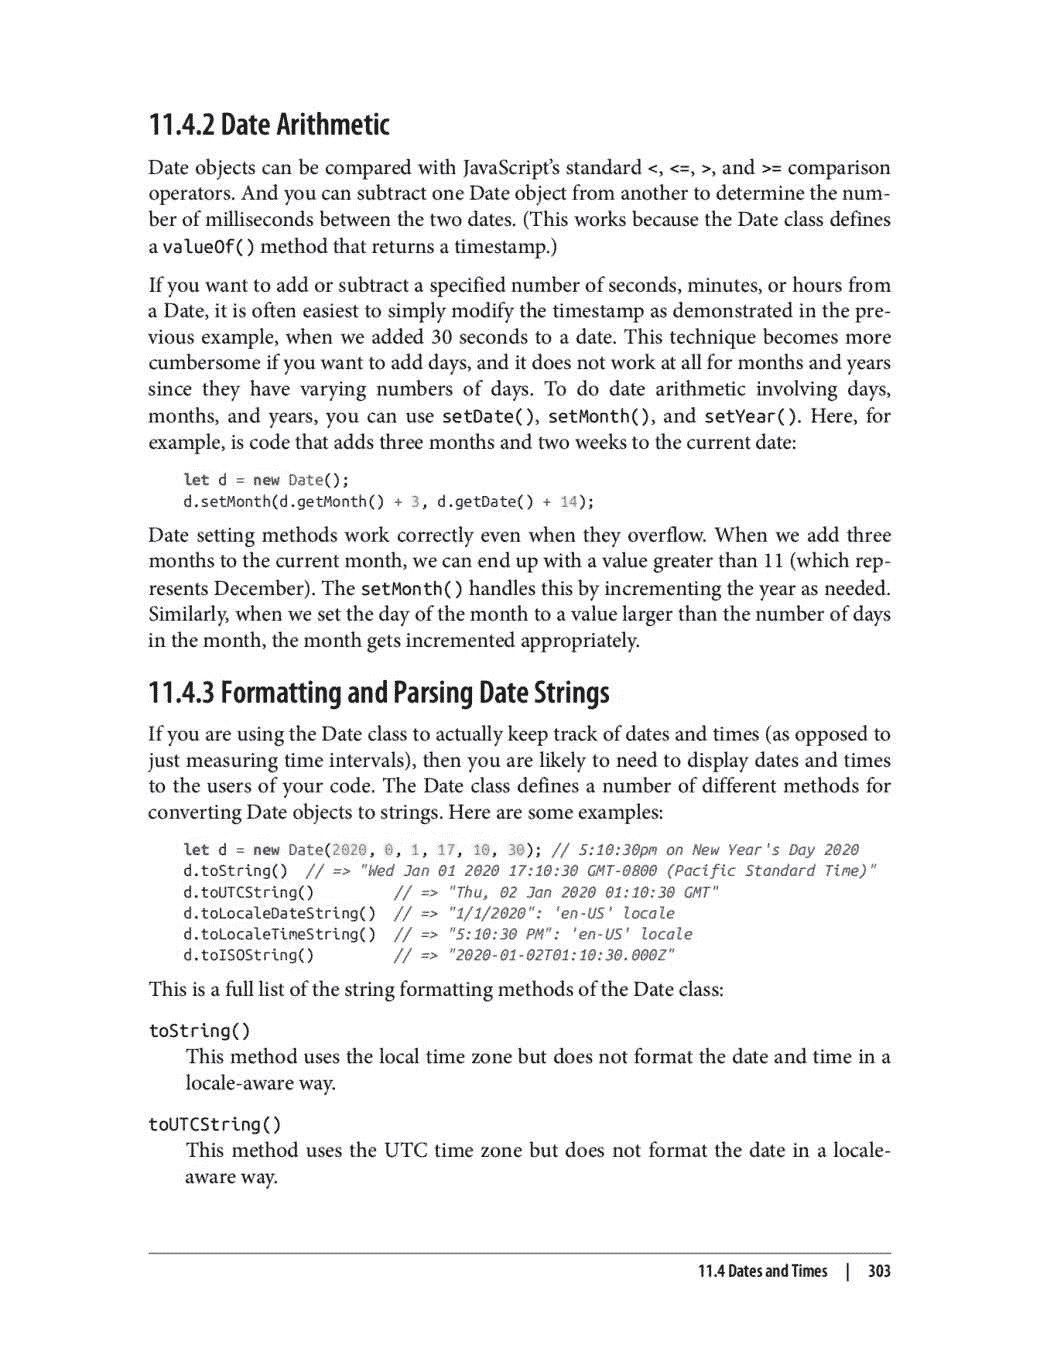 11.4.2 Date Arithmetic
Date objects can be compared with JavaScript’s standard <, <=, >, and >= comparison
operators. And you can subtract one Date object from another to determine the num-
ber of milliseconds between the two dates. (This works because the Date class defines
a valueOf() method that returns a timestamp.)
If you want to add or subtract a specified number of seconds, minutes, or hours from
a Date, it is often easiest to simply modify the timestamp as demonstrated in the pre-
vious example, when we added 30 seconds to a date. This technique becomes more
cumbersome if you want to add days, and it does not work at all for months and years
since they have varying numbers of days. To do date arithmetic involving days,
months, and years, you can use setDate(), setMonth(), and setYear(). Here, for
example, is code that adds three months and two weeks to the current date:
let d = new Date();
d.setMonth(d.getMonth() + 3, d.getDate() + 14);
Date setting methods work correctly even when they overflow. When we add three
months to the current month, we can end up with a value greater than 11 (which rep-
resents December). The setMonth() handles this by incrementing the year as needed.
Similarly, when we set the day of the month to a value larger than the number of days
in the month, the month gets incremented appropriately.
11.4.3 Formatting and Parsing Date Strings
If you are using the Date class to actually keep track of dates and times (as opposed to
just measuring time intervals), then you are likely to need to display dates and times
to the users of your code. The Date class defines a number of different methods for
converting Date objects to strings. Here are some examples:
let d = new Date(2020, 0, 1, 17, 10, 30); // 5:10:30pm on New Year's Day 2020
d.toString() // => "Wed Jan 01 2020 17:10:30 GMT-0800 (Pacific Standard Time)"
d.toUTCString() // => "Thu, 02 Jan 2020 01:10:30 GMT"
d.toLocaleDateString() // => "1/1/2020": 'en-US' locale
d.toLocaleTimeString() // => "5:10:30 PM": 'en-US' locale
d.toISOString() // => "2020-01-02T01:10:30.000Z"
This is a full list of the string formatting methods of the Date class:
toString()
This method uses the local time zone but does not format the date and time in a
locale-aware way.
toUTCString()
This method uses the UTC time zone but does not format the date in a locale-
aware way.
11.4 Dates and Times | 303